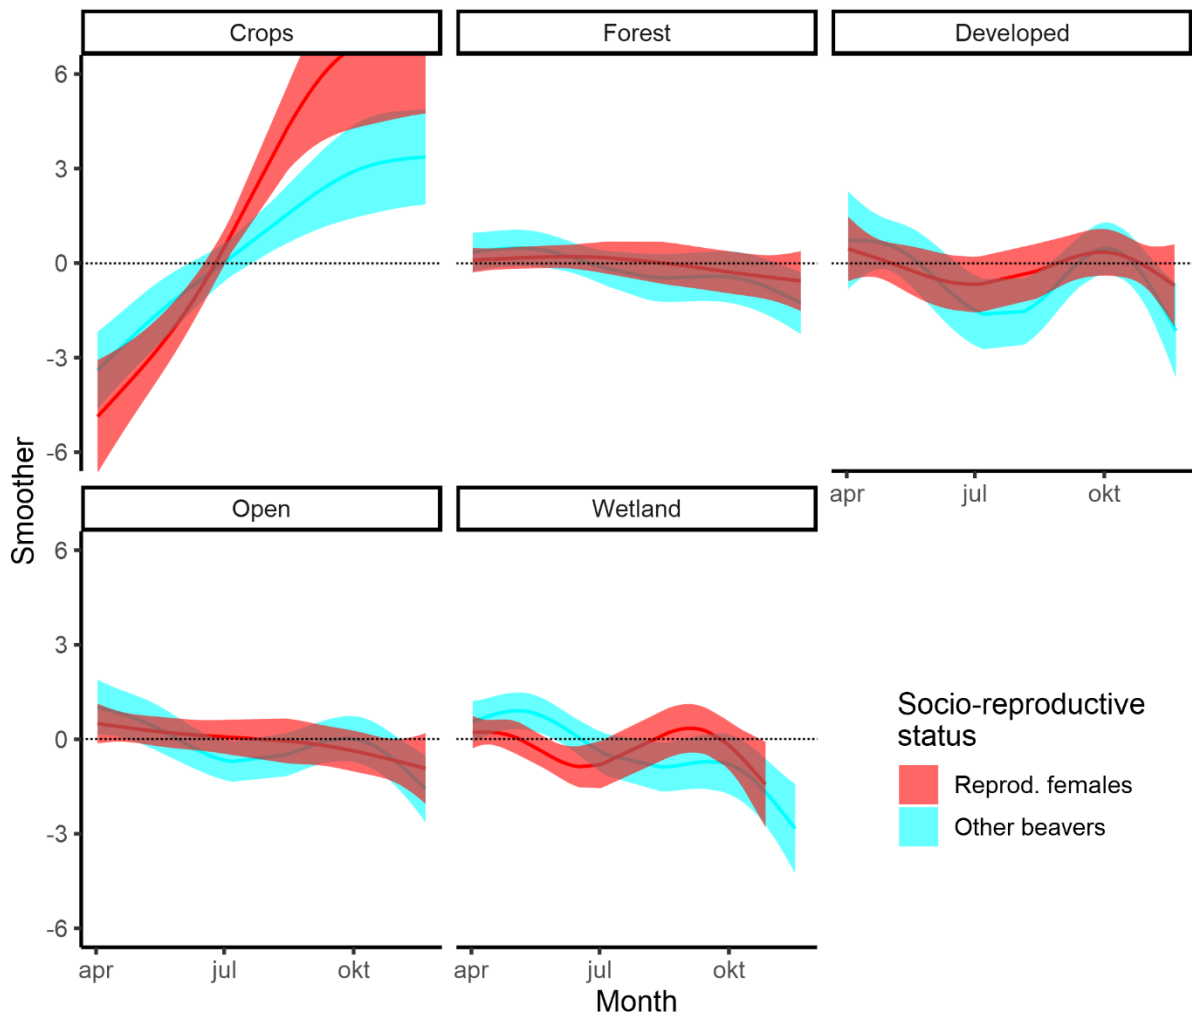 Crops
Forest
Developed
6
3
0
-3
-6
apr
jul
okt
Open
Wetland
6
3
0
-3
-6
apr
jul
okt
apr
jul
okt
Smoother
Month
Socio-reproductive
status
Reprod. females
Other beavers